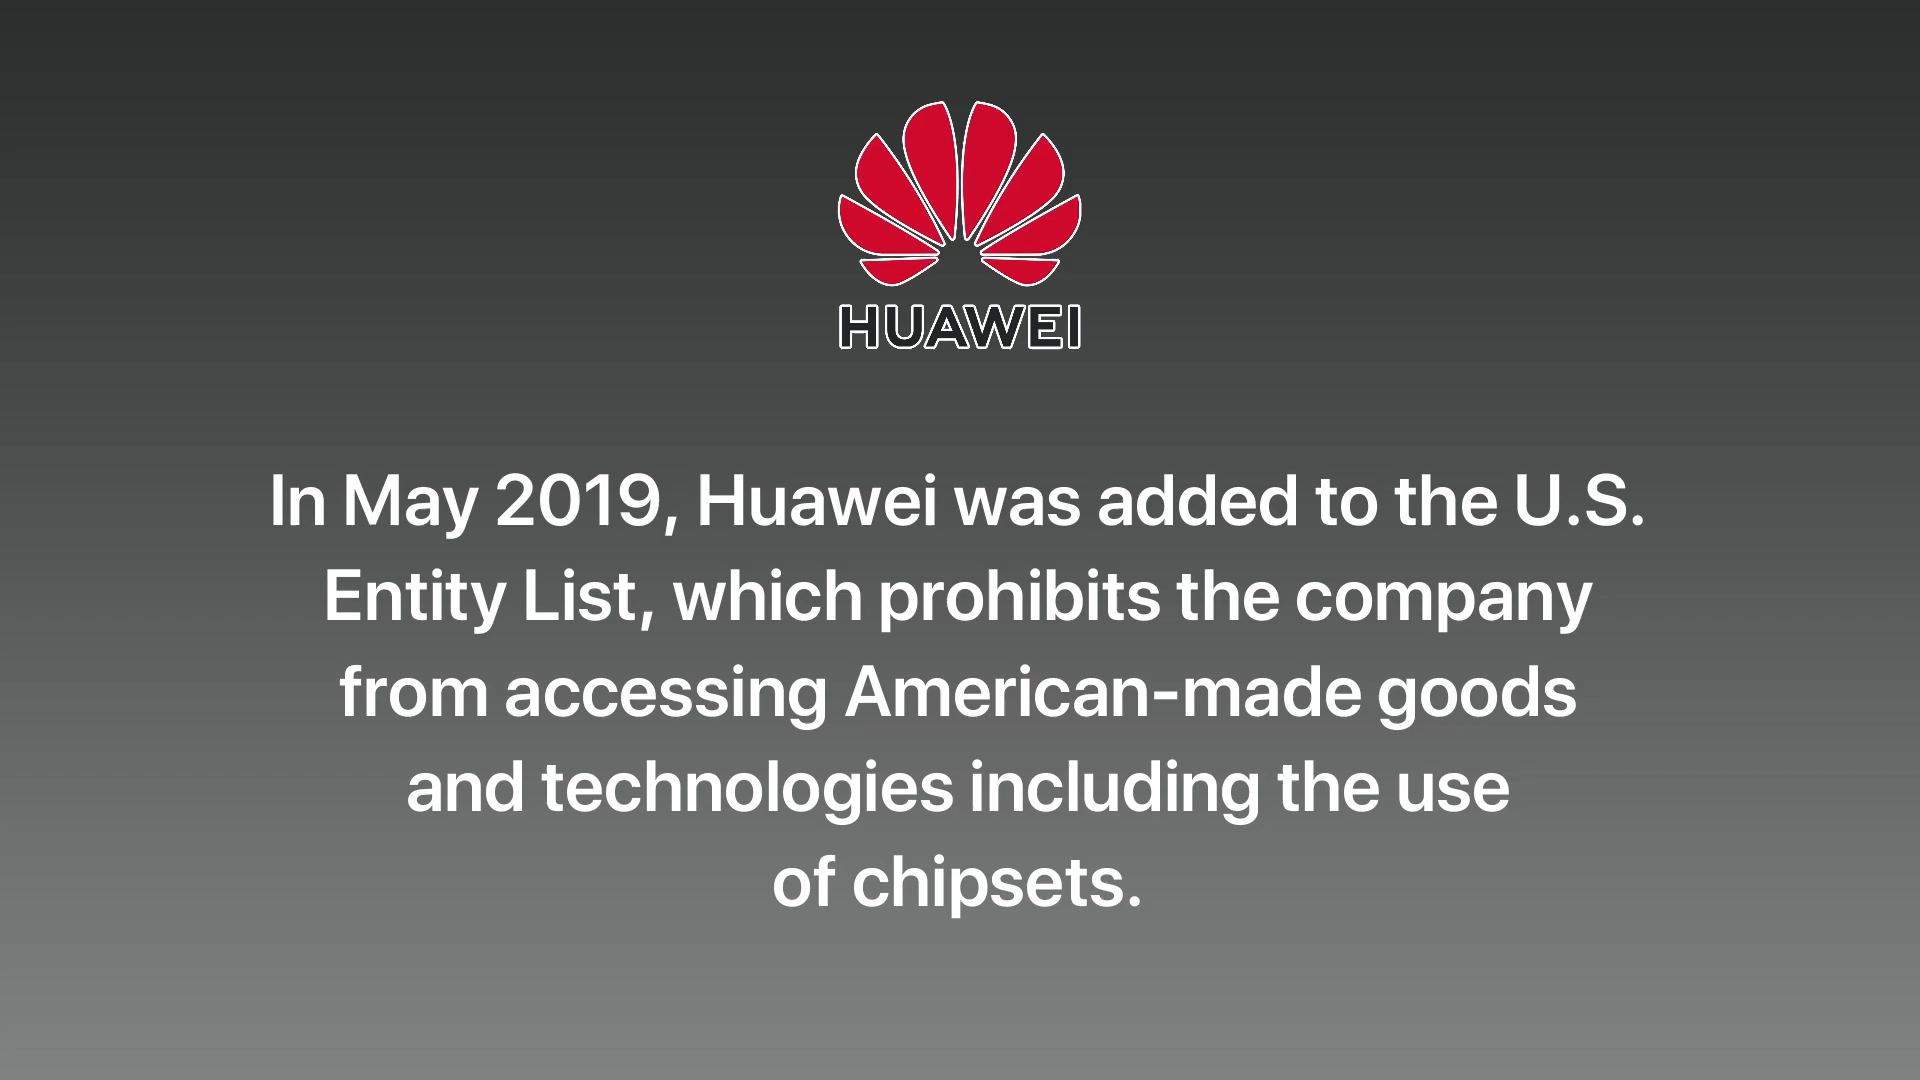 HUAWEI
In May 2019, Huawei was added to the U.S.
Entity List, which prohibits the company
from accessing American-made goods
and technologies including the use
of chipsets.